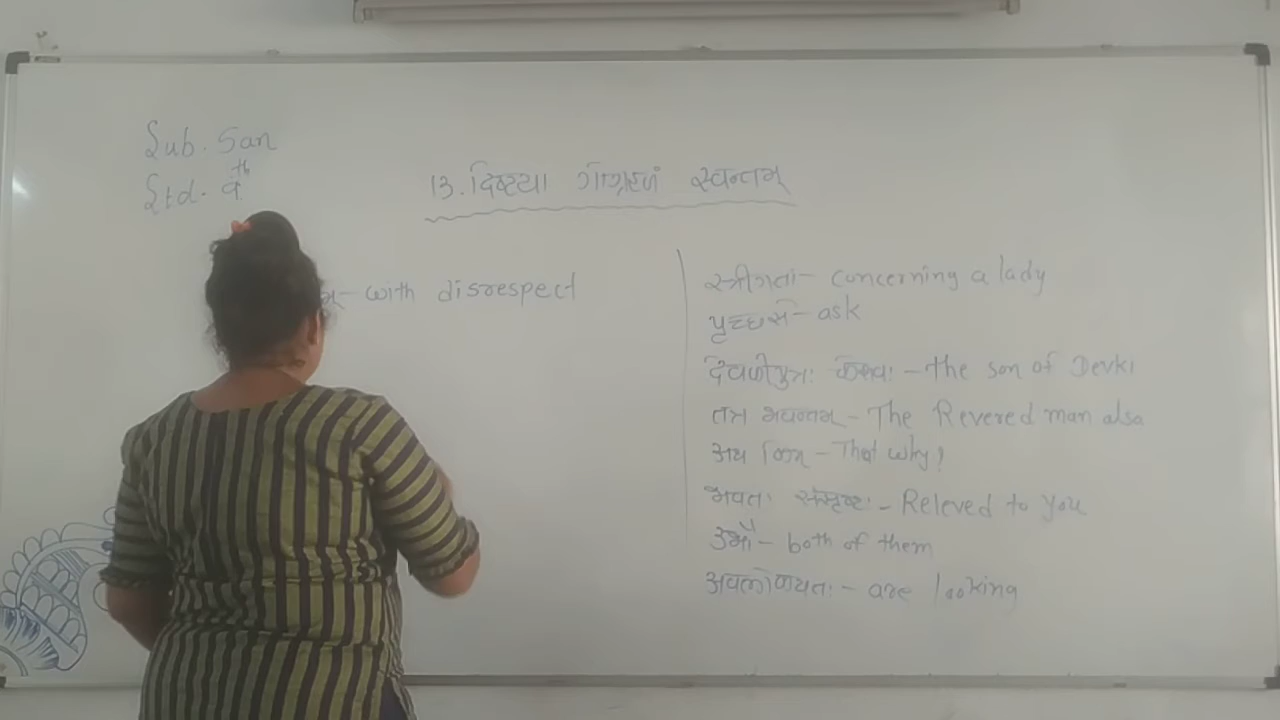 Sub. San
Std. 9th
13. दिष्ट्या गोग्रहणं स्वन्तम्
म् - with disrespect
स्त्रीगतां - concerning a lady
पृच्छसि - ask
देवकीपुत्रः केशवः - The son of Devki
तत्र भवन्तम् - The Revered man also
अथ किम् - That why?
भवतः - Releved to you
उभौ - both of them
अवलोकयतः - are looking